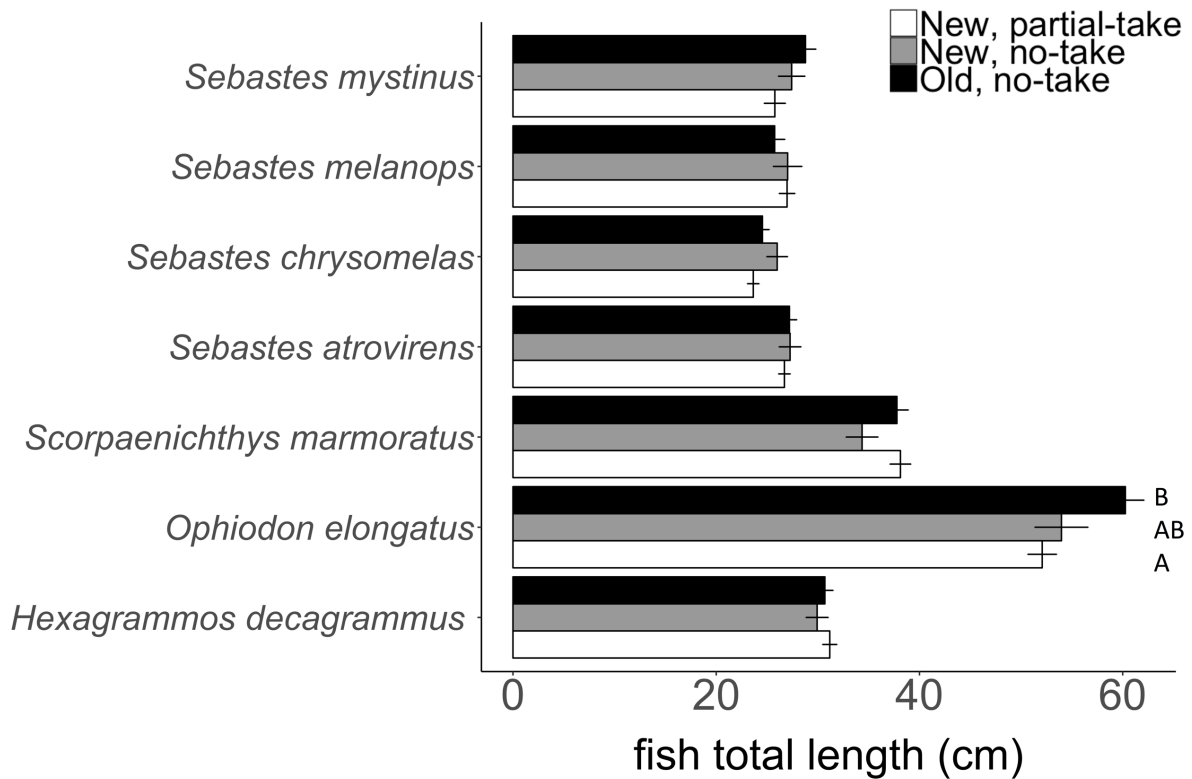 New, partial-take
New, no-take
Old, no-take
Sebastes mystinus
Sebastes melanops
Sebastes chrysomelas
Sebastes atrovirens
Scorpaenichthys marmoratus
Ophiodon elongatus
B
AB
A
Hexagrammos decagrammus
0 20 40 60
fish total length (cm)